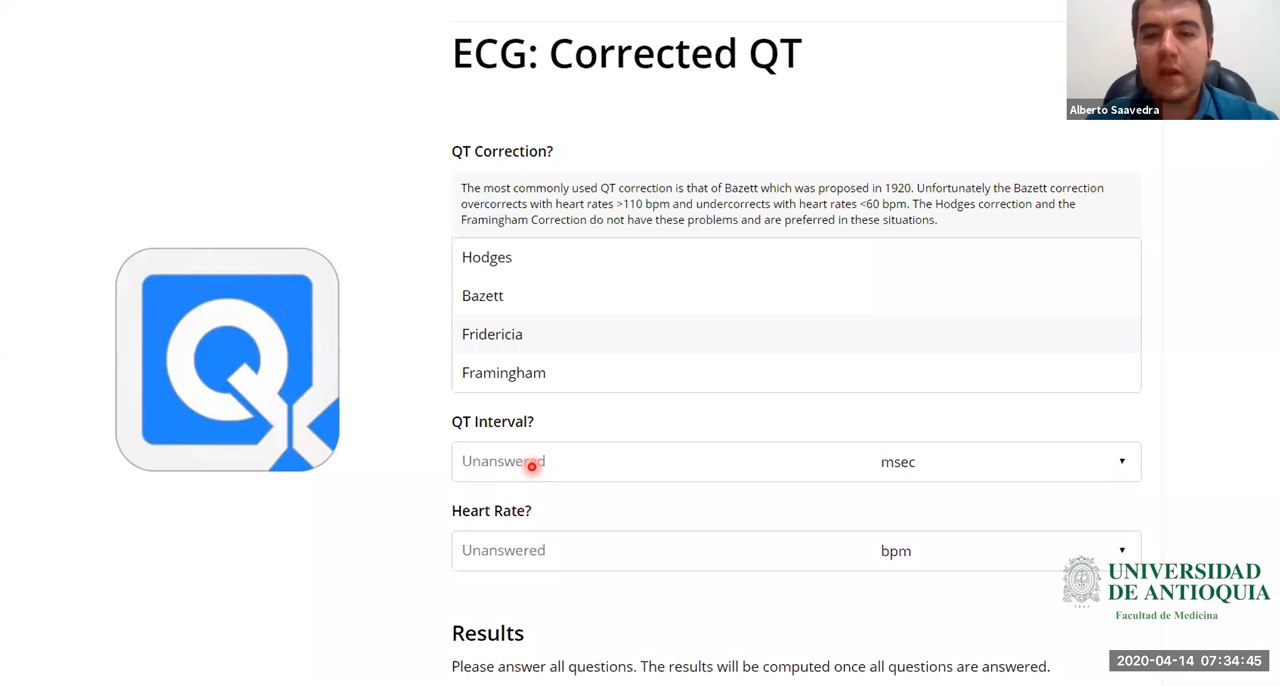 ECG: Corrected QT
Alberto Saavedra
QT Correction?
The most commonly used QT correction is that of Bazett which was proposed in 1920. Unfortunately the Bazett correction
overcorrects with heart rates >110 bpm and undercorrects with heart rates <60 bpm. The Hodges correction and the
Framingham Correction do not have these problems and are preferred in these situations.
Hodges
Bazett
Fridericia
Framingham
QT Interval?
Unanswered msec
Heart Rate?
Unanswered bpm
UNIVERSIDAD
DE ANTIOQUIA
Facultad de Medicina
Results
Please answer all questions. The results will be computed once all questions are answered.
2020-04-14 07:34:45